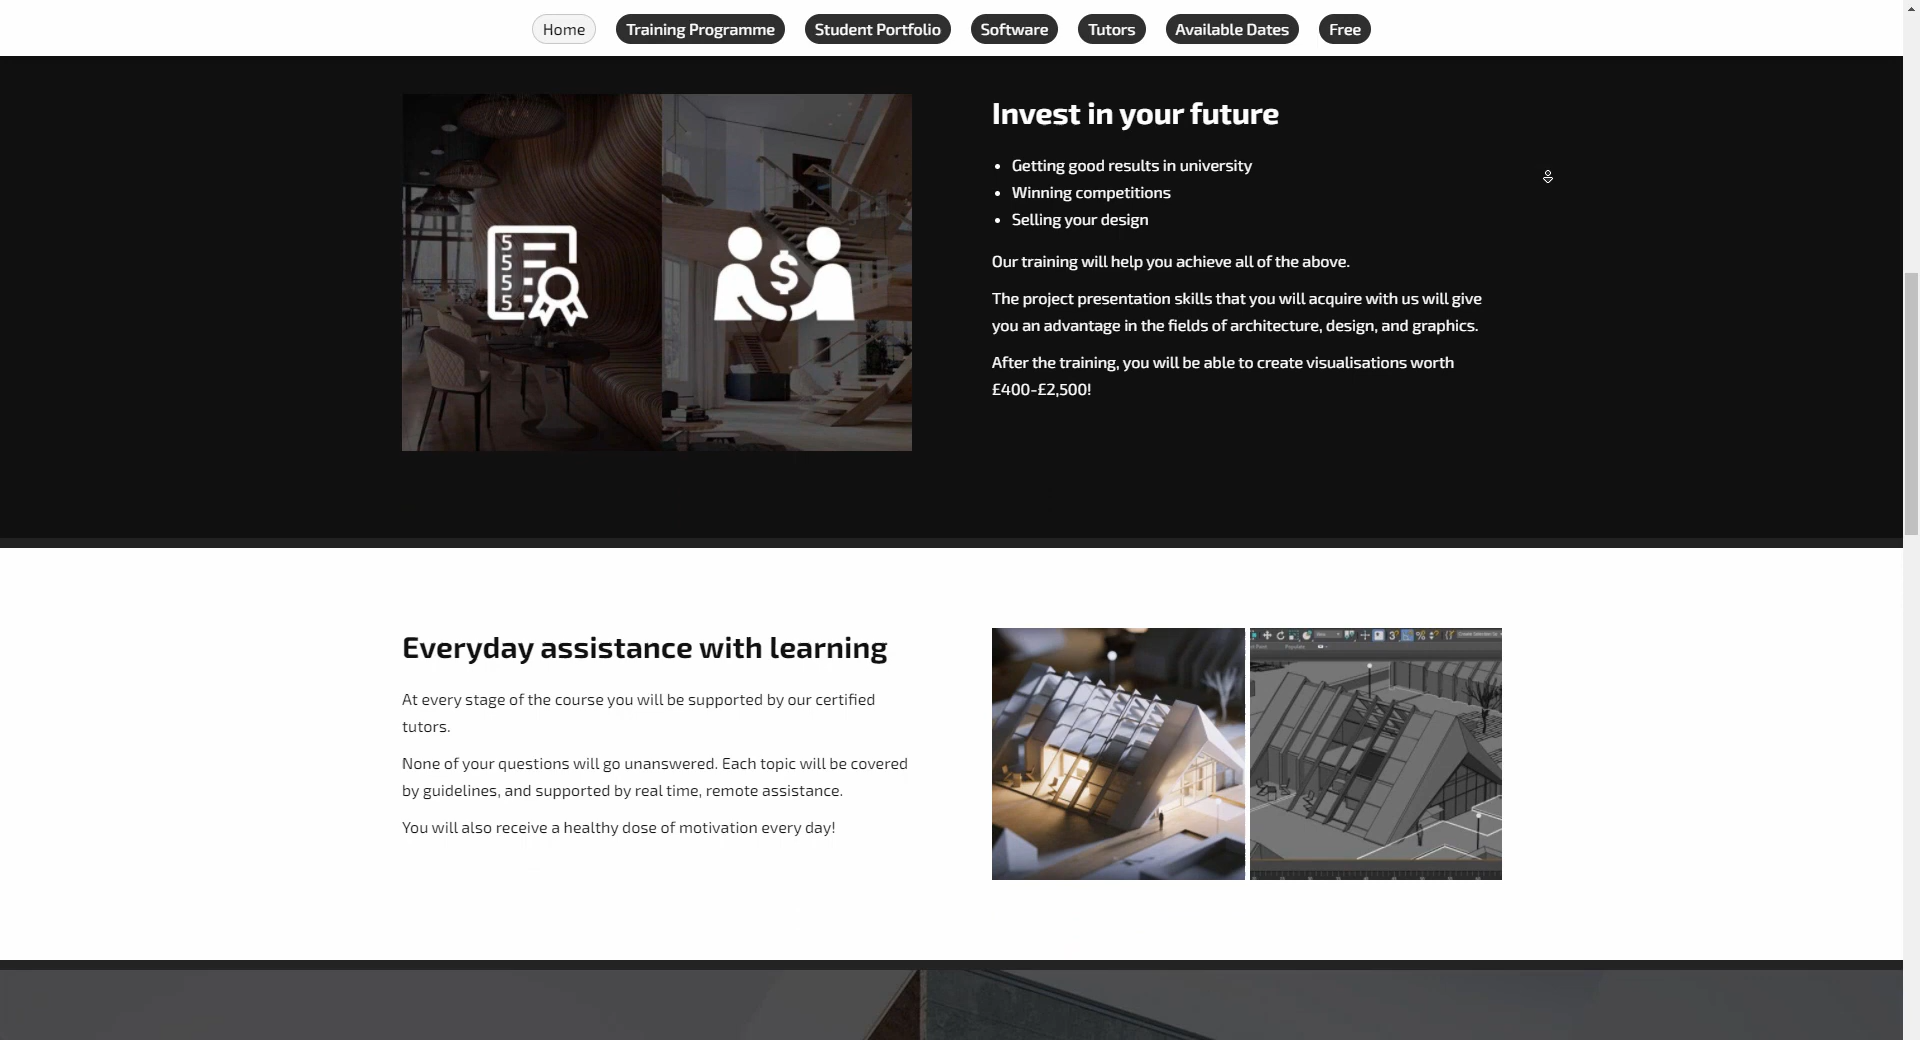 Home
Training Programme
Student Portfolio
Software
Tutors
Available Dates
Free
5
5
5
5
$
Invest in your future
Getting good results in university
Winning competitions
Selling your design
Our training will help you achieve all of the above.
The project presentation skills that you will acquire with us will give
you an advantage in the fields of architecture, design, and graphics.
After the training, you will be able to create visualisations worth
£400-£2,500!
Everyday assistance with learning
At every stage of the course you will be supported by our certified
tutors.
None of your questions will go unanswered. Each topic will be covered
by guidelines, and supported by real time, remote assistance.
You will also receive a healthy dose of motivation every day!
Populate